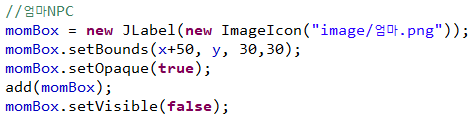 //엄마NPC
momBox = new JLabel(new ImageIcon("image/엄마.png"));
momBox.setBounds(x+50, y, 30,30);
momBox.setOpaque(true);
add(momBox);
momBox.setVisible(false);